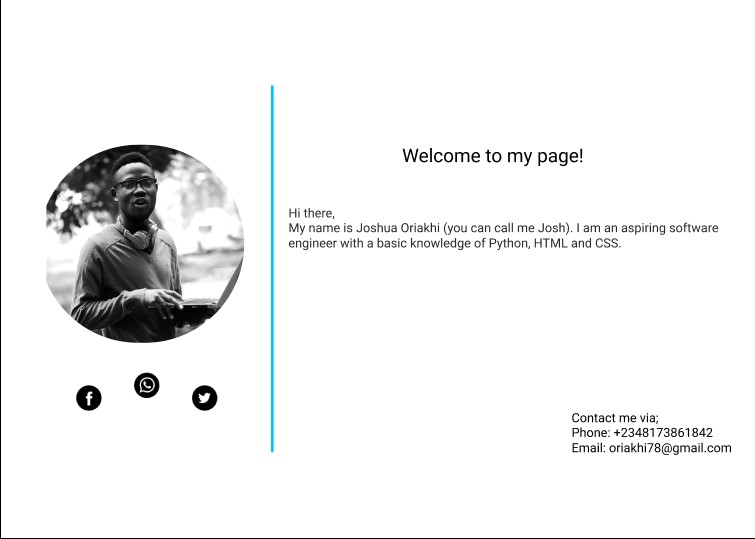 Welcome to my page!
Hi there,
My name is Joshua Oriakhi (you can call me Josh). I am an aspiring software
engineer with a basic knowledge of Python, HTML and CSS.
Contact me via;
Phone: +2348173861842
Email: oriakhi78@gmail.com